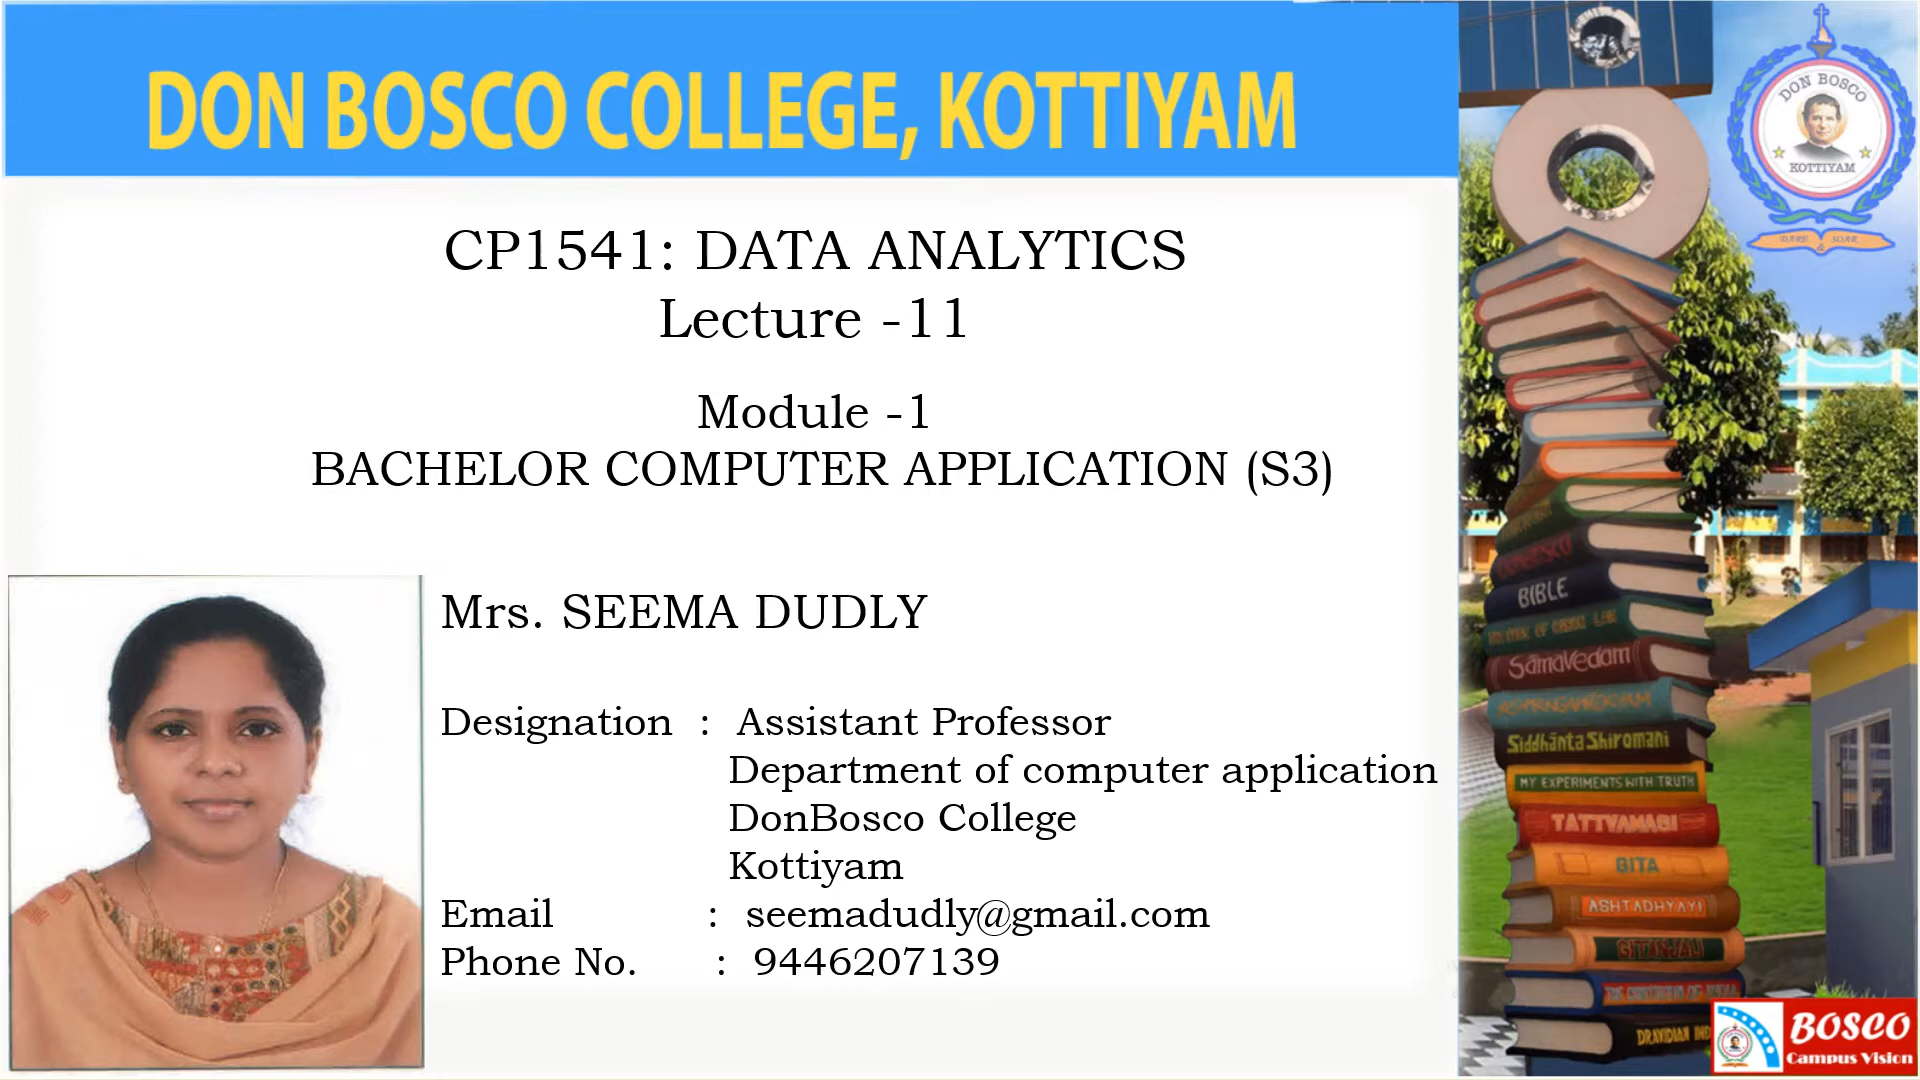 DON BOSCO COLLEGE, KOTTIYAM
CP1541: DATA ANALYTICS
Lecture -11
Module -1
BACHELOR COMPUTER APPLICATION (S3)
Mrs. SEEMA DUDLY
Designation : Assistant Professor
Department of computer application
DonBosco College
Kottiyam
Email : seemadudly@gmail.com
Phone No. : 9446207139
DON BOSCO
KOTTIYAM
BIBLE
Samavedam
Siddhanta Shiromani
MY EXPERIMENTS WITH TRUTH
TATTVAMASI
GITA
ASHTADHYAYI
GITANJALI
DRAVIDIAN
BOSCO
Campus Vision